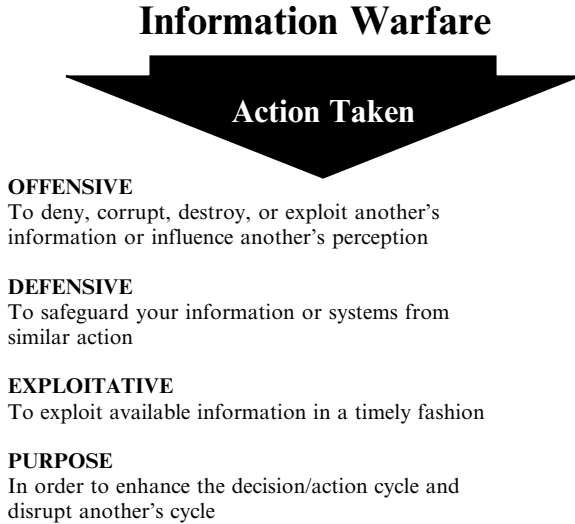 Information Warfare
Action Taken
OFFENSIVE
To deny, corrupt, destroy, or exploit another’s
information or influence another’s perception
DEFENSIVE
To safeguard your information or systems from
similar action
EXPLOITATIVE
To exploit available information in a timely fashion
PURPOSE
In order to enhance the decision/action cycle and
disrupt another’s cycle